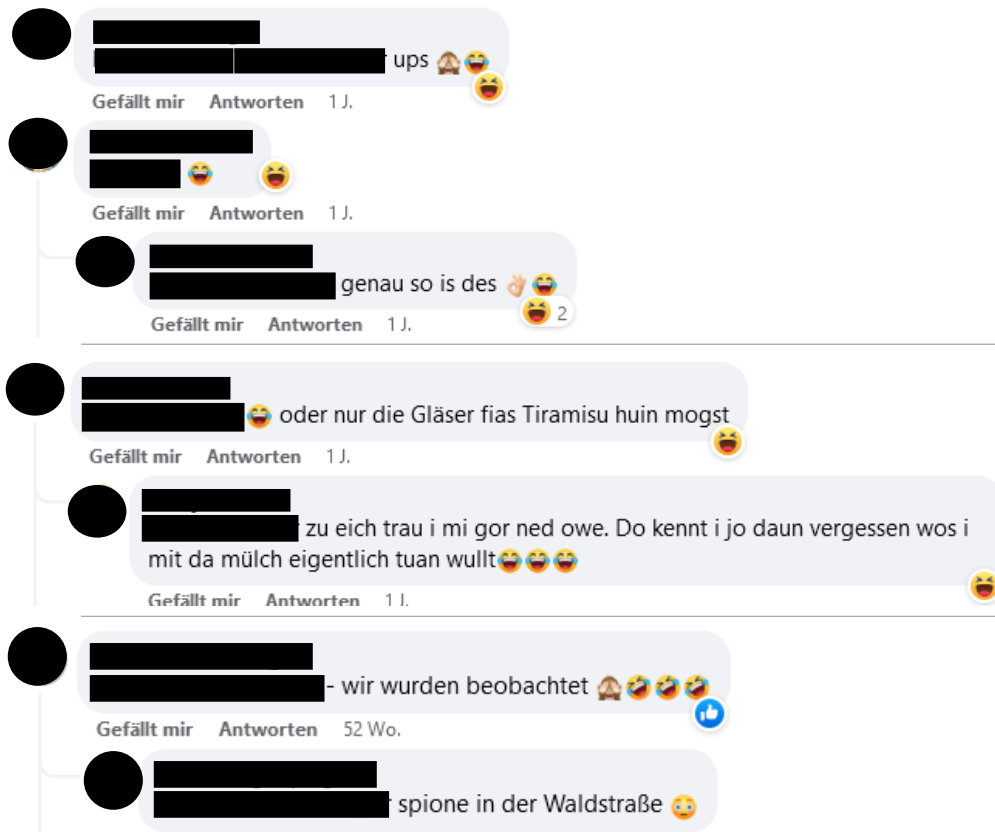 ups 🙈😂
Gefällt mir Antworten 1 J.
😂
Gefällt mir Antworten 1 J.
genau so is des 👌🏻😂
2
Gefällt mir Antworten 1 J.
😂 oder nur die Gläser fias Tiramisu huin mogst
Gefällt mir Antworten 1 J.
zu eich trau i mi gor ned owe. Do kennt i jo daun vergessen wos i
mit da mülch eigentlich tuan wullt😂😂😂
Gefällt mir Antworten 1 J.
- wir wurden beobachtet 🙈🤣🤣🤣
Gefällt mir Antworten 52 Wo.
spione in der Waldstraße 😳